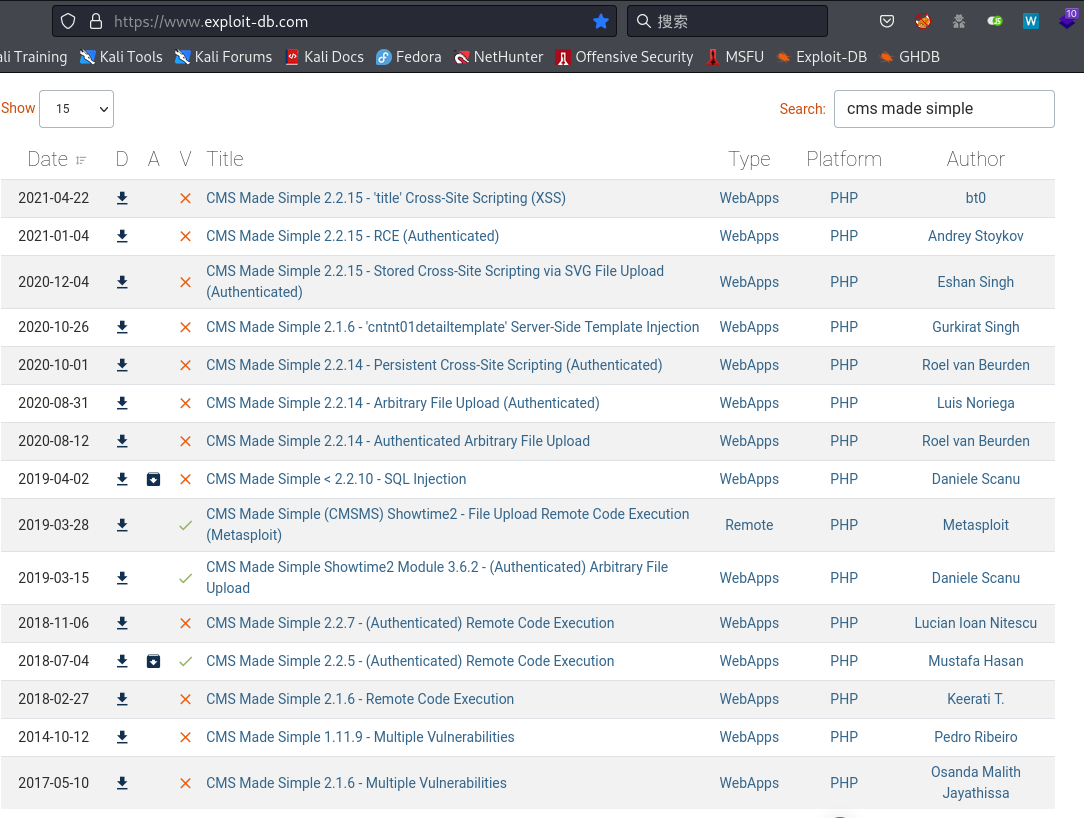 https://www.exploit-db.com
搜索
10
ali Training
Kali Tools
Kali Forums
Kali Docs
Fedora
NetHunter
Offensive Security
MSFU
Exploit-DB
GHDB
Show 15
Search: cms made simple
Date D A V Title Type Platform Author
2021-04-22 CMS Made Simple 2.2.15 - 'title' Cross-Site Scripting (XSS) WebApps PHP bt0
2021-01-04 CMS Made Simple 2.2.15 - RCE (Authenticated) WebApps PHP Andrey Stoykov
2020-12-04 CMS Made Simple 2.2.15 - Stored Cross-Site Scripting via SVG File Upload
(Authenticated) WebApps PHP Eshan Singh
2020-10-26 CMS Made Simple 2.1.6 - 'cntnt01detailtemplate' Server-Side Template Injection WebApps PHP Gurkirat Singh
2020-10-01 CMS Made Simple 2.2.14 - Persistent Cross-Site Scripting (Authenticated) WebApps PHP Roel van Beurden
2020-08-31 CMS Made Simple 2.2.14 - Arbitrary File Upload (Authenticated) WebApps PHP Luis Noriega
2020-08-12 CMS Made Simple 2.2.14 - Authenticated Arbitrary File Upload WebApps PHP Roel van Beurden
2019-04-02 CMS Made Simple < 2.2.10 - SQL Injection WebApps PHP Daniele Scanu
2019-03-28 CMS Made Simple (CMSMS) Showtime2 - File Upload Remote Code Execution
(Metasploit) Remote PHP Metasploit
2019-03-15 CMS Made Simple Showtime2 Module 3.6.2 - (Authenticated) Arbitrary File
Upload WebApps PHP Daniele Scanu
2018-11-06 CMS Made Simple 2.2.7 - (Authenticated) Remote Code Execution WebApps PHP Lucian Ioan Nitescu
2018-07-04 CMS Made Simple 2.2.5 - (Authenticated) Remote Code Execution WebApps PHP Mustafa Hasan
2018-02-27 CMS Made Simple 2.1.6 - Remote Code Execution WebApps PHP Keerati T.
2014-10-12 CMS Made Simple 1.11.9 - Multiple Vulnerabilities WebApps PHP Pedro Ribeiro
2017-05-10 CMS Made Simple 2.1.6 - Multiple Vulnerabilities WebApps PHP Osanda Malith
Jayathissa